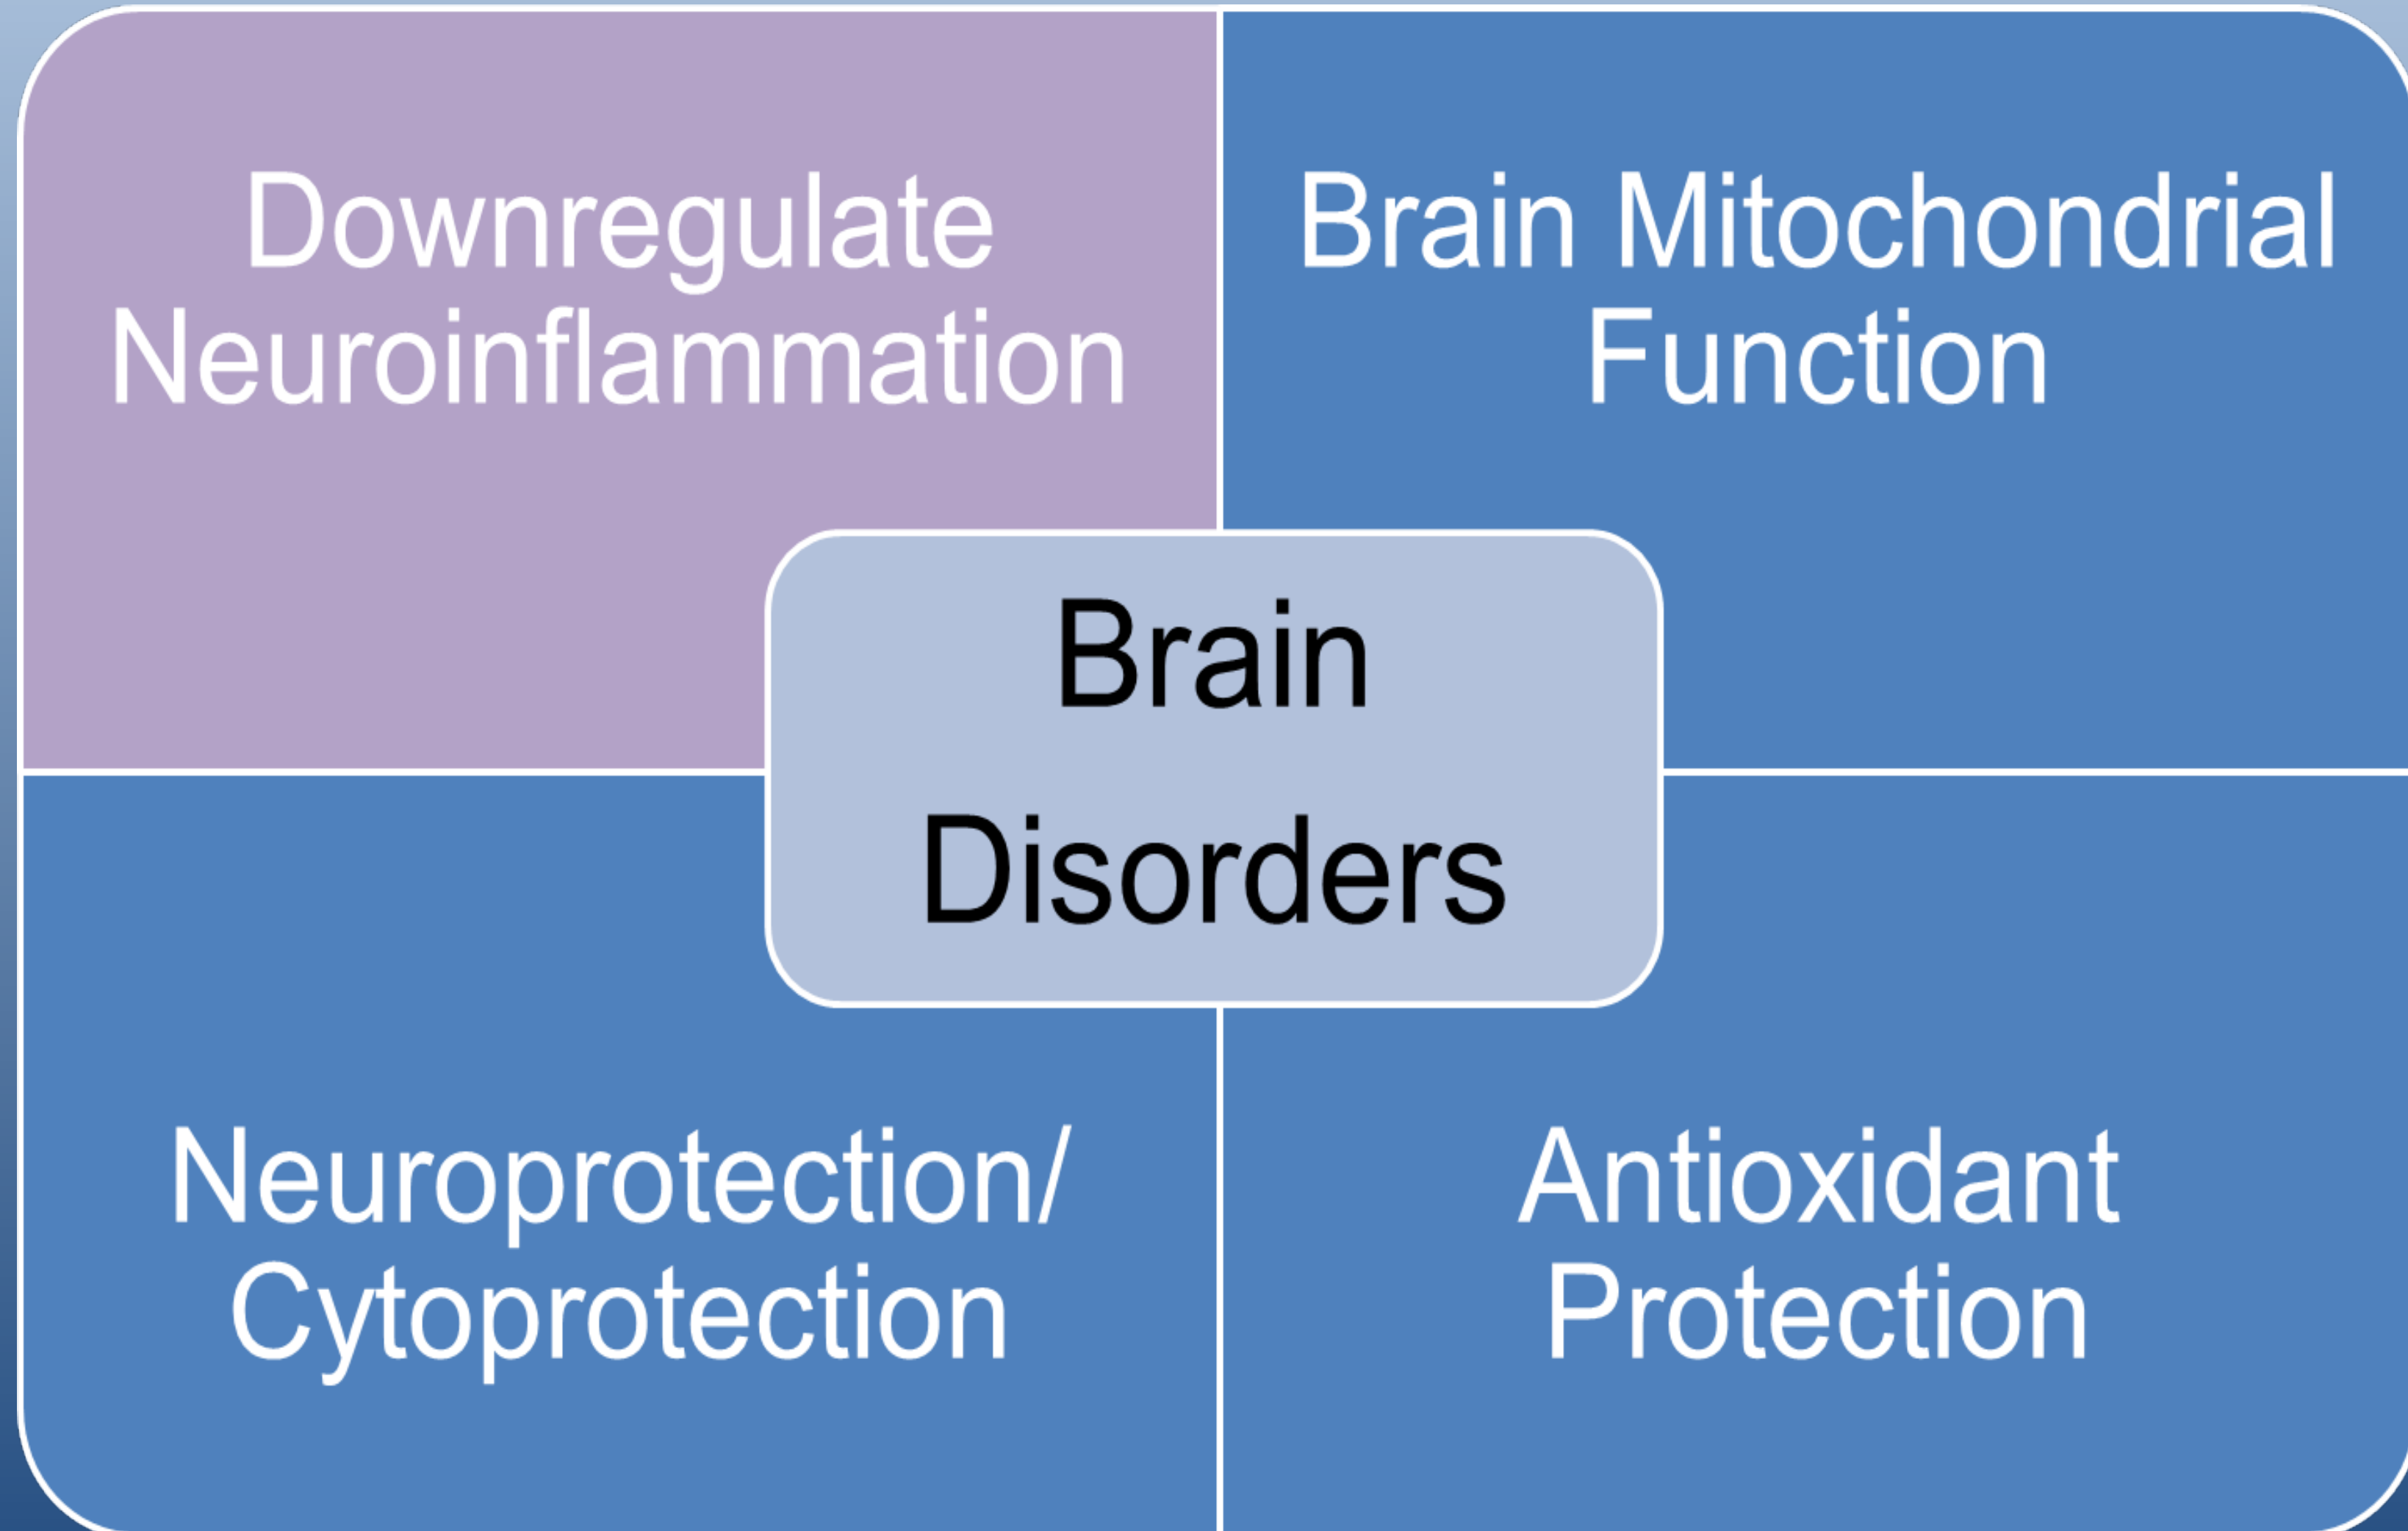 Downregulate
Neuroinflammation
Brain Mitochondrial
Function
Brain
Disorders
Neuroprotection/
Cytoprotection
Antioxidant
Protection